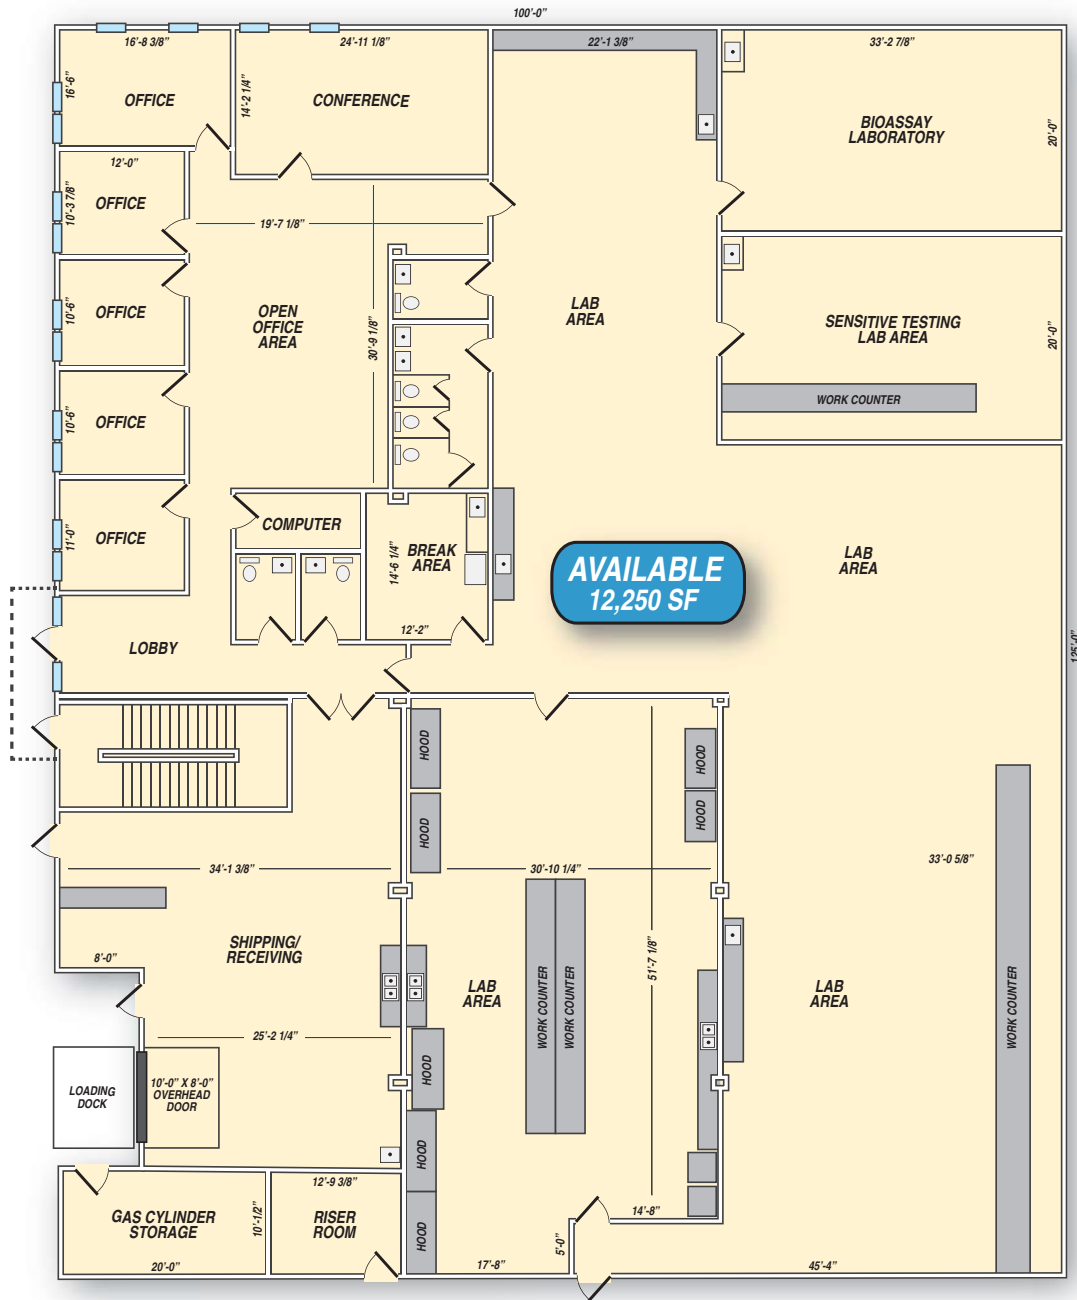 100'-0"
16'-8 3/8"
24'-11 1/8"
22'-1 3/8"
33'-2 7/8"
16'-6"
OFFICE
14'-2 1/4"
CONFERENCE
BIOASSAY
LABORATORY
20'-0"
12'-0"
10'-3 7/8"
OFFICE
19'-7 1/8"
10'-6"
OFFICE
OPEN
OFFICE
AREA
30'-9 1/8"
LAB
AREA
SENSITIVE TESTING
LAB AREA
20'-0"
WORK COUNTER
10'-6"
OFFICE
11'-0"
OFFICE
COMPUTER
BREAK
AREA
14'-6 1/4"
12'-2"
AVAILABLE
12,250 SF
LAB
AREA
125'-0"
LOBBY
HOOD
HOOD
HOOD
HOOD
34'-1 3/8"
30'-10 1/4"
33'-0 5/8"
SHIPPING/
RECEIVING
8'-0"
51'-7 1/8"
LAB
AREA
WORK COUNTER
WORK COUNTER
LAB
AREA
WORK COUNTER
25'-2 1/4"
LOADING
DOCK
10'-0" X 8'-0"
OVERHEAD
DOOR
HOOD
HOOD
HOOD
12'-9 3/8"
GAS CYLINDER
STORAGE
10'-1/2"
RISER
ROOM
14'-8"
5'-0"
20'-0"
17'-8"
45'-4"